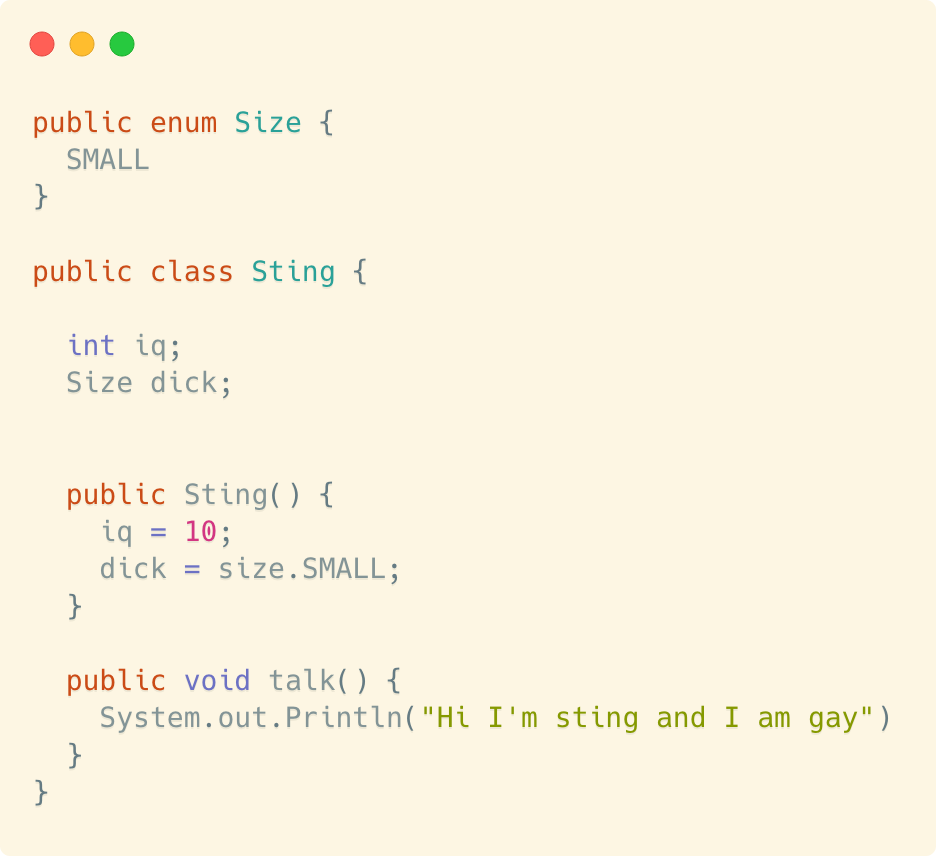 public enum Size {
  SMALL
}
public class Sting {
  int iq;
  Size dick;
  public Sting() {
    iq = 10;
    dick = size.SMALL;
  }
  public void talk() {
    System.out.Println("Hi I'm sting and I am gay")
  }
}